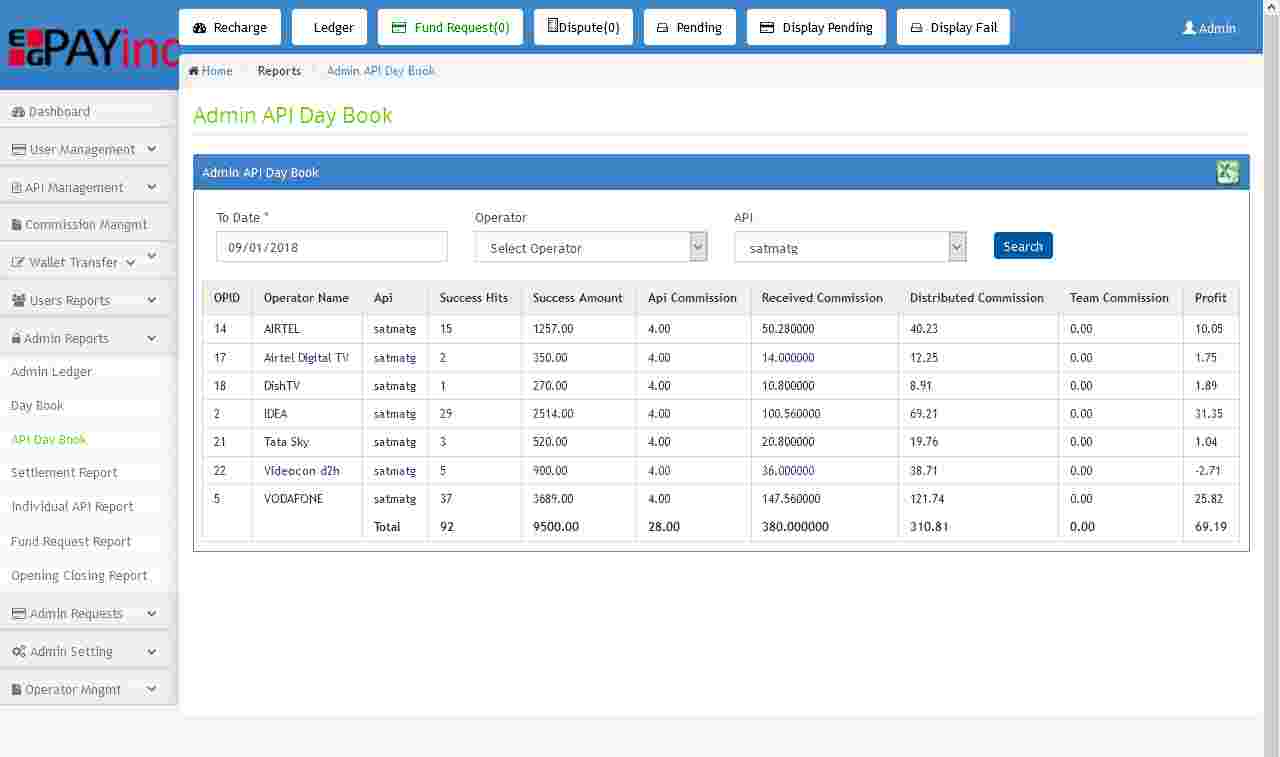 EGPAYinc
Recharge Ledger Fund Request(0) Dispute(0) Pending Display Pending Display Fail Admin
Home Reports Admin API Day Book
Dashboard
User Management
API Management
Commission Mangmt
Wallet Transfer
Users Reports
Admin Reports
Admin Ledger
Day Book
API Day Book
Settlement Report
Individual API Report
Fund Request Report
Opening Closing Report
Admin Requests
Admin Setting
Operator Mngmt
Admin API Day Book
Admin API Day Book
To Date * Operator API
09/01/2018 Select Operator satmatg Search
OPID Operator Name Api Success Hits Success Amount Api Commission Received Commission Distributed Commission Team Commission Profit
14 AIRTEL satmatg 15 1257.00 4.00 50.280000 40.23 0.00 10.05
17 Airtel Digital TV satmatg 2 350.00 4.00 14.000000 12.25 0.00 1.75
18 DishTV satmatg 1 270.00 4.00 10.800000 8.91 0.00 1.89
2 IDEA satmatg 29 2514.00 4.00 100.560000 69.21 0.00 31.35
21 Tata Sky satmatg 3 520.00 4.00 20.800000 19.76 0.00 1.04
22 Videocon d2h satmatg 5 900.00 4.00 36.000000 38.71 0.00 -2.71
5 VODAFONE satmatg 37 3689.00 4.00 147.560000 121.74 0.00 25.82
Total 92 9500.00 28.00 380.000000 310.81 0.00 69.19